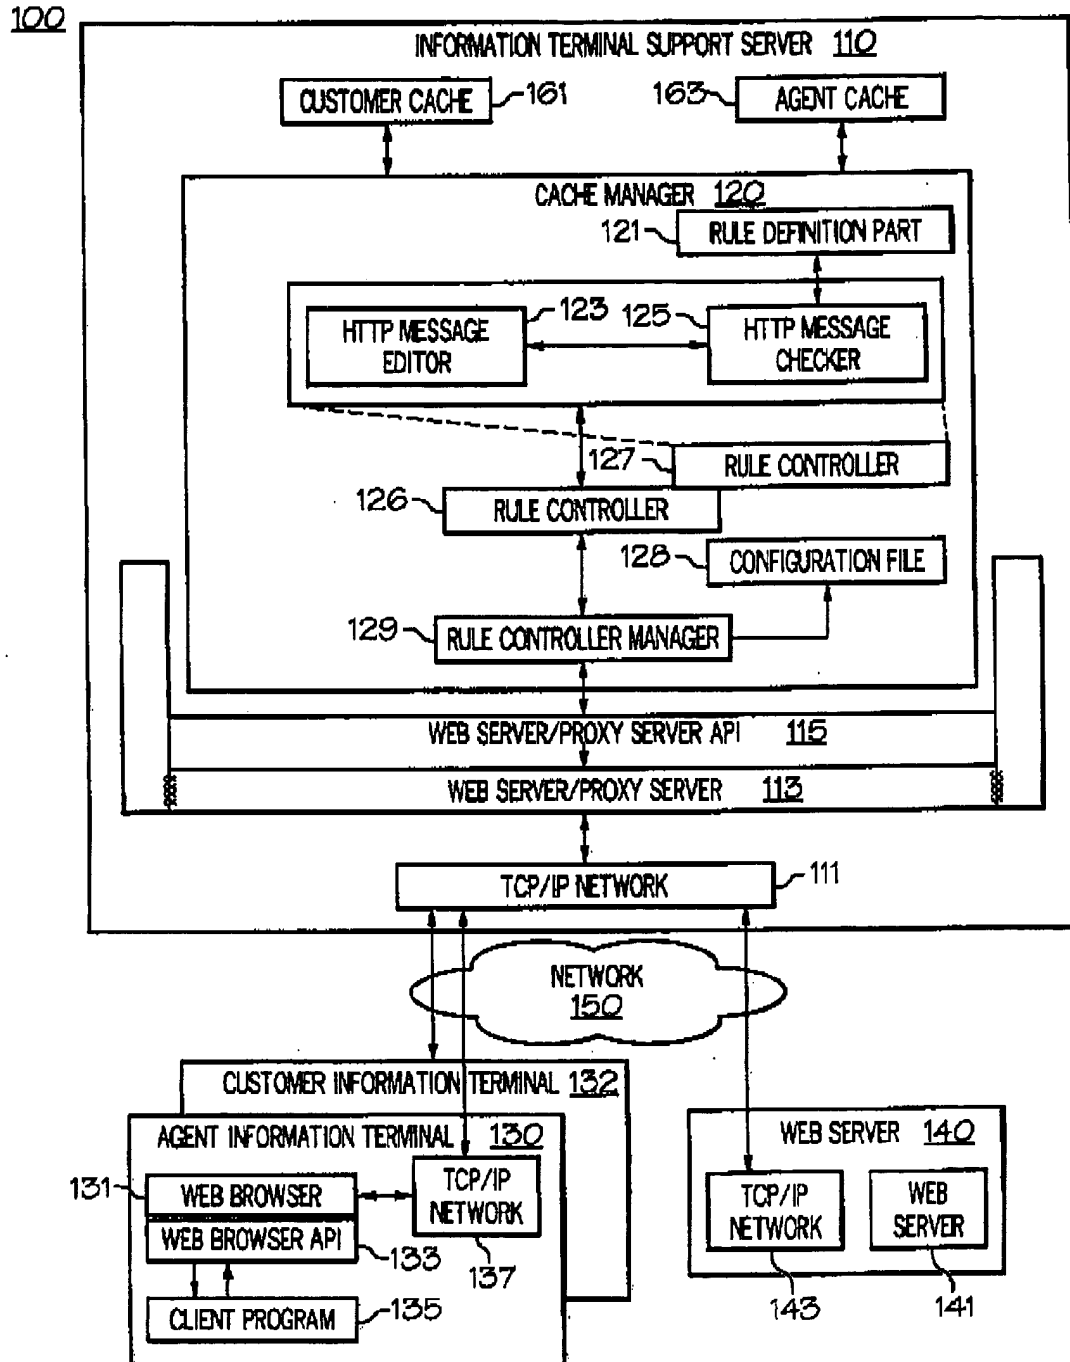 100
INFORMATION TERMINAL SUPPORT SERVER 110
CUSTOMER CACHE 161
163 AGENT CACHE
CACHE MANAGER 120
121 RULE DEFINITION PART
HTTP MESSAGE EDITOR 123
125 HTTP MESSAGE CHECKER
127 RULE CONTROLLER
126 RULE CONTROLLER
128 CONFIGURATION FILE
129 RULE CONTROLLER MANAGER
WEB SERVER/PROXY SERVER API 115
WEB SERVER/PROXY SERVER 113
TCP/IP NETWORK 111
NETWORK
150
CUSTOMER INFORMATION TERMINAL 132
AGENT INFORMATION TERMINAL 130
131 WEB BROWSER
WEB BROWSER API 133
CLIENT PROGRAM 135
TCP/IP
NETWORK
137
WEB SERVER 140
TCP/IP
NETWORK
143
WEB
SERVER
141